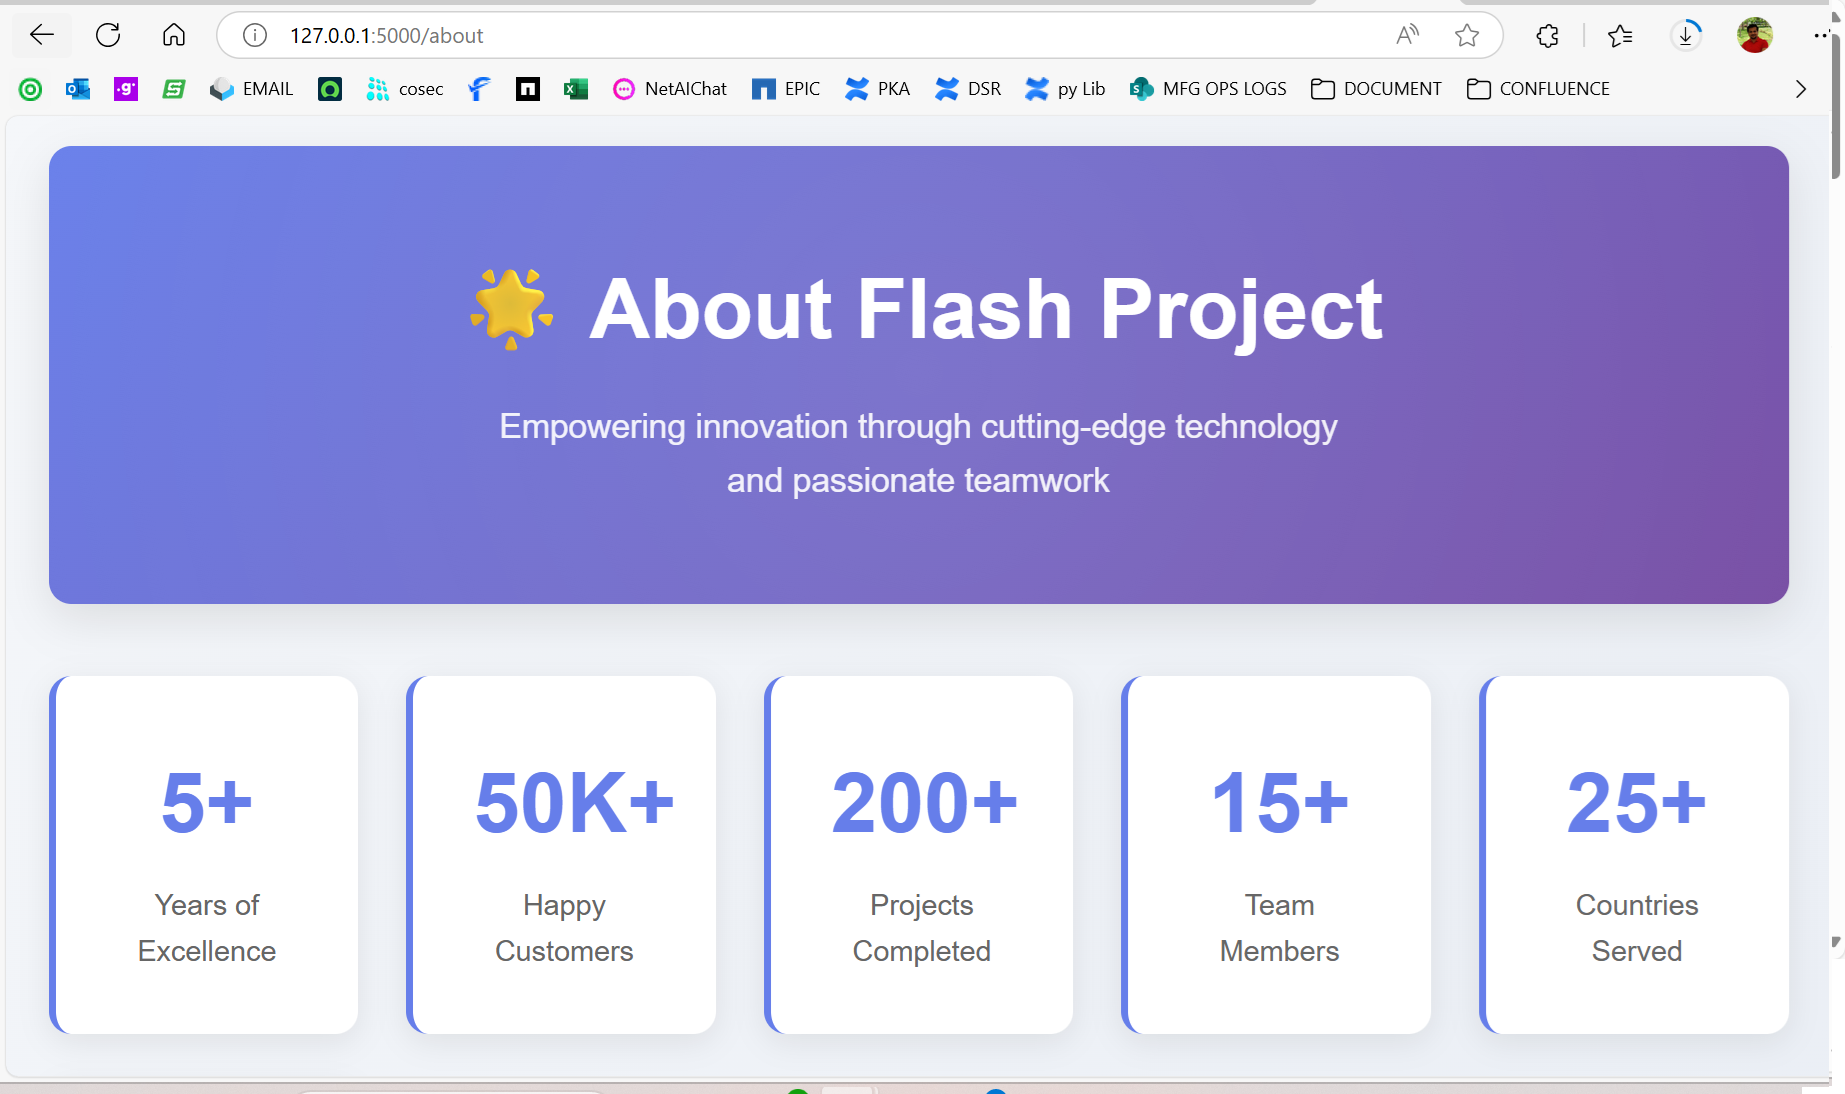 127.0.0.1:5000/about
EMAIL
cosec
NetAIChat
EPIC
PKA
DSR
py Lib
MFG OPS LOGS
DOCUMENT
CONFLUENCE
About Flash Project
Empowering innovation through cutting-edge technology
and passionate teamwork
5+
Years of
Excellence
50K+
Happy
Customers
200+
Projects
Completed
15+
Team
Members
25+
Countries
Served